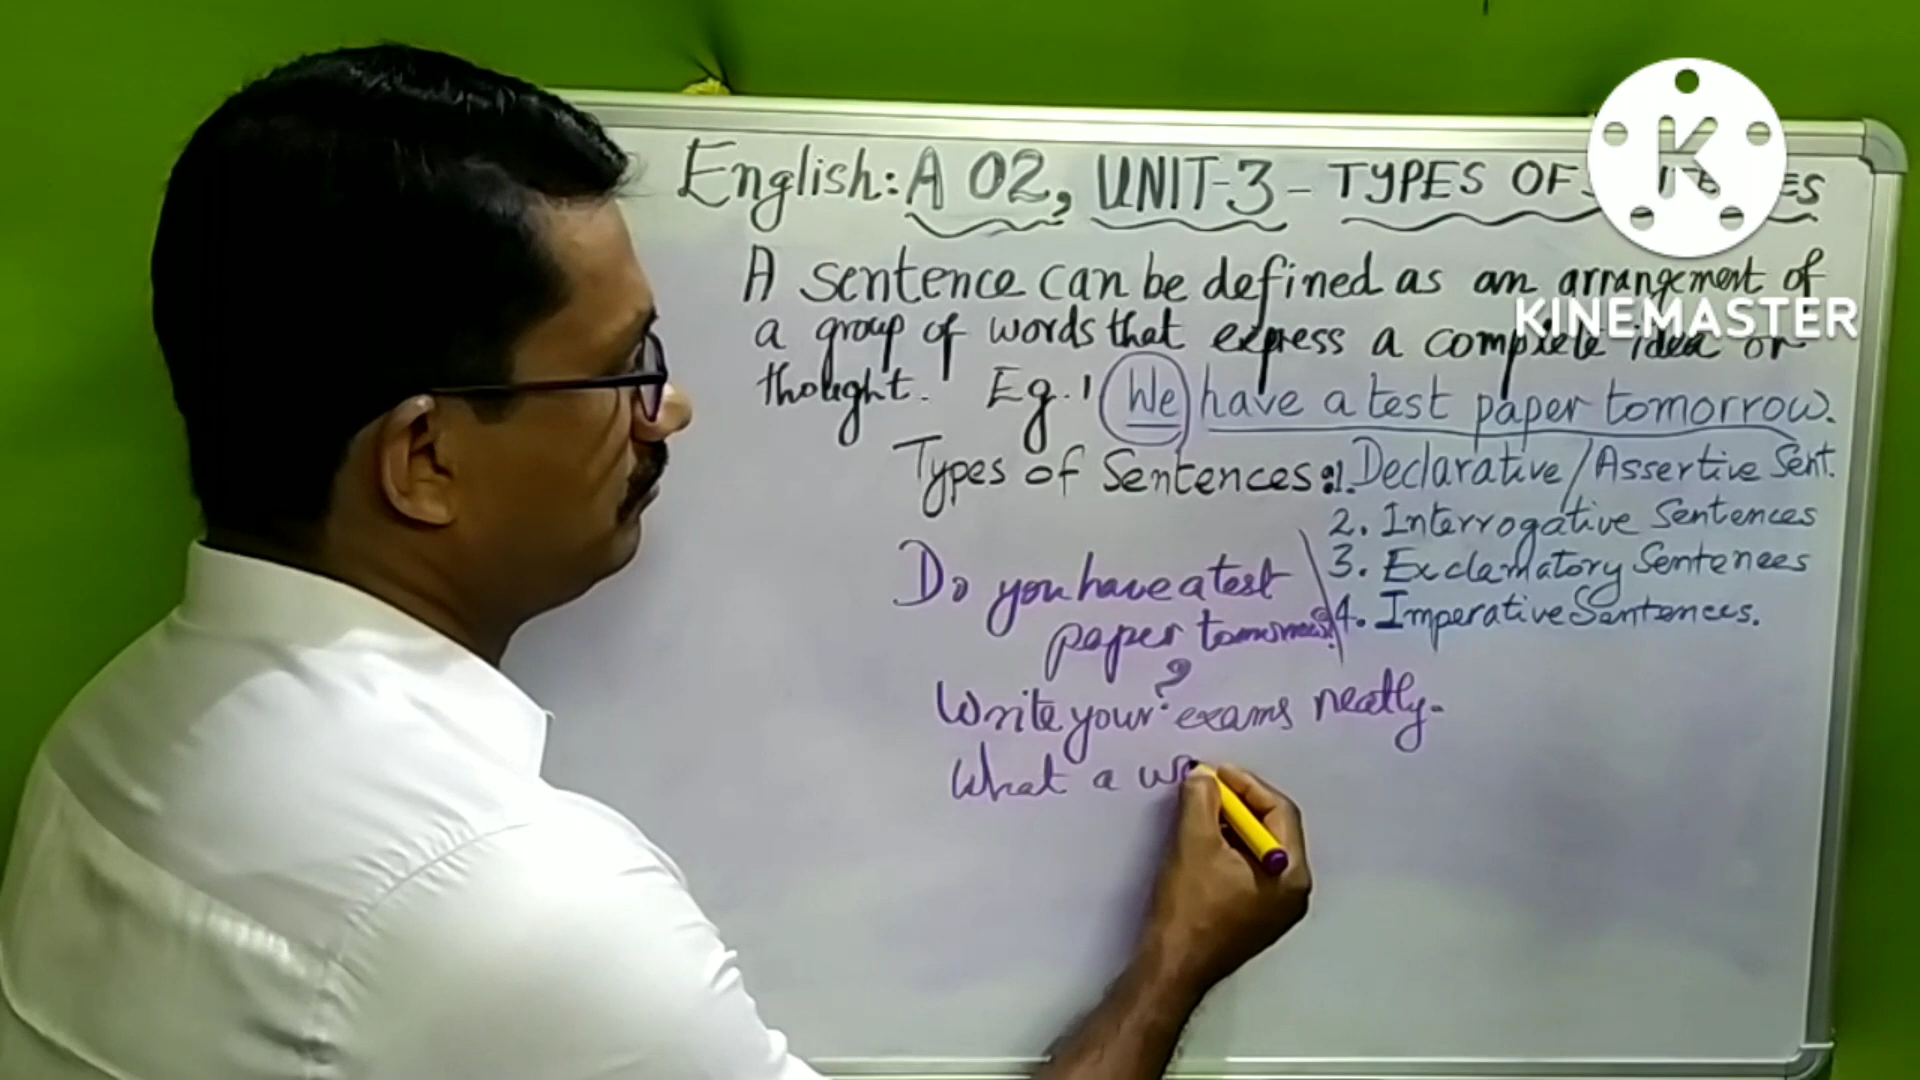 English: A 02, UNIT-3 - TYPES OF
K
A sentence can be defined as an arrangement of
KINEMASTER
a group of words that express a complete idea or
thought. Eg. 1 We have a test paper tomorrow.
Types of Sentences: 1. Declarative/Assertive Sent.
2. Interrogative Sentences
3. Exclamatory Sentences
4. Imperative Sentences.
Do you have a test
paper tomorrow?
?
Write your exams neatly.
What a